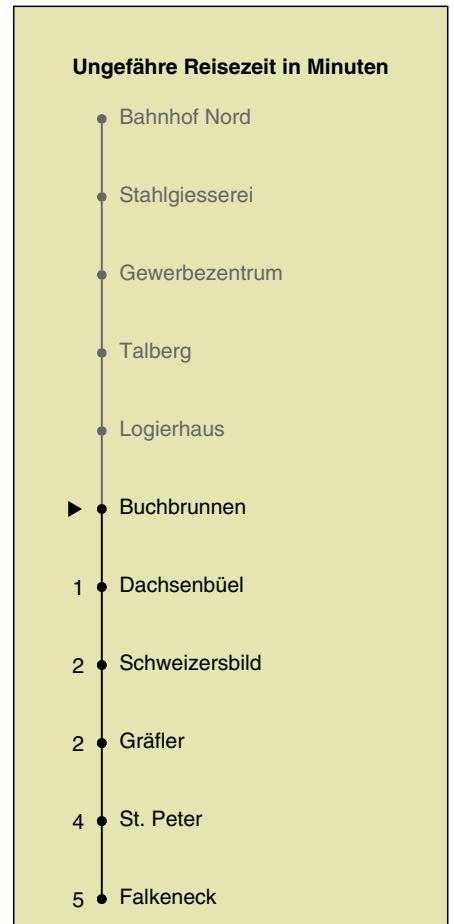 Ungefähre Reisezeit in Minuten
Bahnhof Nord
Stahlgiesserei
Gewerbezentrum
Talberg
Logierhaus
Buchbrunnen
1 Dachsenbüel
2 Schweizersbild
2 Gräfler
4 St. Peter
5 Falkeneck